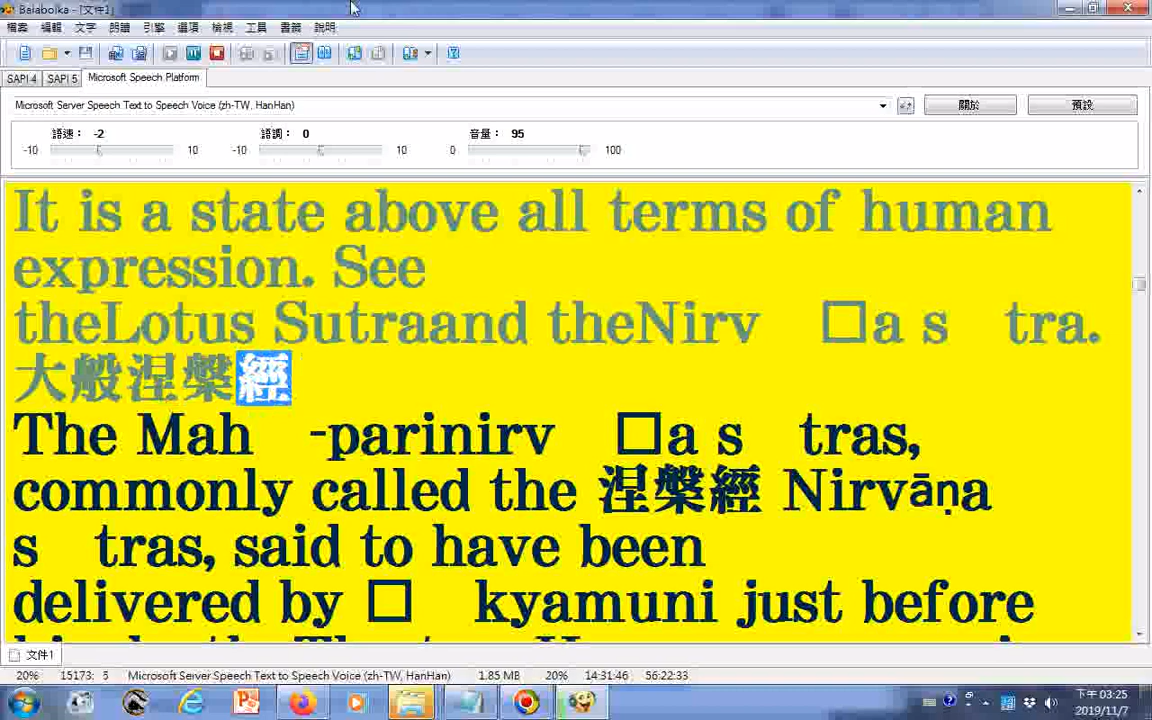 Balabolka - [文件1]
檔案 編輯 文字 朗讀 引擎 選項 檢視 工具 書籤 說明
SAPI 4 SAPI 5 Microsoft Speech Platform
Microsoft Server Speech Text to Speech Voice (zh-TW, HanHan) 關於 預設
語速： -2 語調： 0 音量： 95
-10 10 -10 10 0 100
It is a state above all terms of human
expression. See
theLotus Sutraand theNirv □a s tra.
大般涅槃經
The Mah -parinirv □a s tras,
commonly called the 涅槃經 Nirvāṇa
s tras, said to have been
delivered by □ kyamuni just before
文件1
20% 15173: 5 Microsoft Server Speech Text to Speech Voice (zh-TW, HanHan) 1.85 MB 20% 14:31:46 56:22:33
下午 03:25
2019/11/7